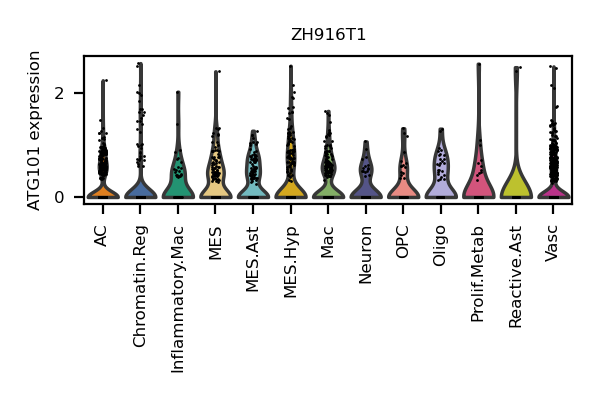 ZH916T1
ATG101 expression
2
0
AC
Chromatin.Reg
Inflammatory.Mac
MES
MES.Ast
MES.Hyp
Mac
Neuron
OPC
Oligo
Prolif.Metab
Reactive.Ast
Vasc